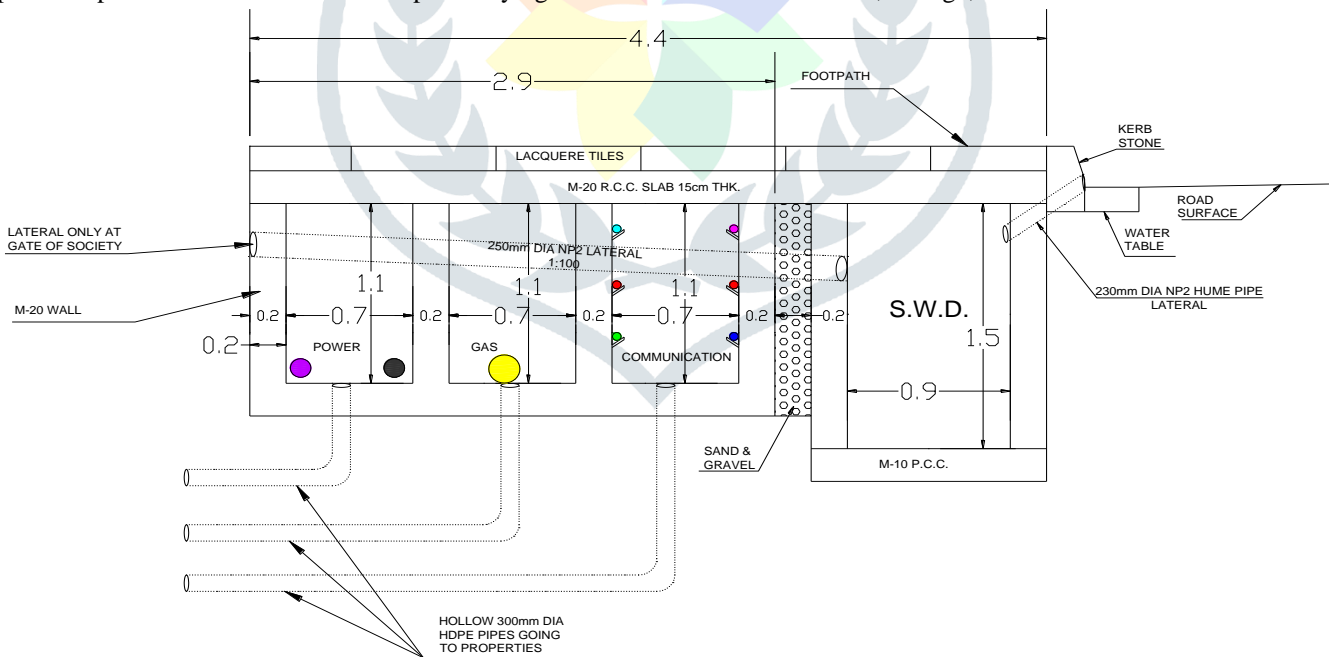 4.4
2.9
FOOTPATH
KERB
STONE
LACQUERE TILES
M-20 R.C.C. SLAB 15cm THK.
ROAD
SURFACE
WATER
TABLE
LATERAL ONLY AT
GATE OF SOCIETY
250mm DIA NP2 LATERAL
1:100
1.1
1.1
1.1
230mm DIA NP2 HUME PIPE
LATERAL
M-20 WALL
0.2
0.7
0.2
0.7
0.2
0.7
0.2
0.2
S.W.D.
1.5
0.2
POWER
GAS
COMMUNICATION
0.9
SAND &
GRAVEL
M-10 P.C.C.
HOLLOW 300mm DIA
HDPE PIPES GOING
TO PROPERTIES